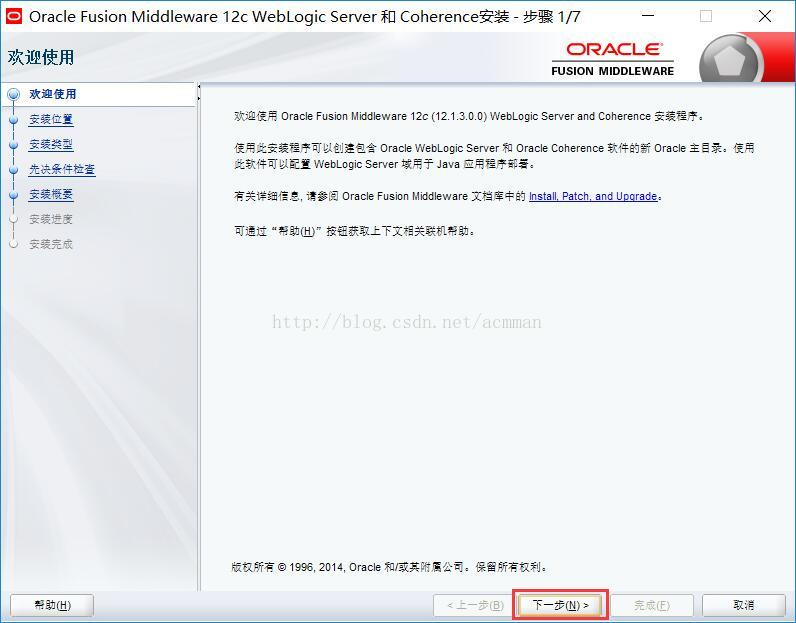 Oracle Fusion Middleware 12c WebLogic Server 和 Coherence安装 - 步骤 1/7
欢迎使用
ORACLE
FUSION MIDDLEWARE
欢迎使用
安装位置
安装类型
先决条件检查
安装概要
安装进度
安装完成
欢迎使用 Oracle Fusion Middleware 12c (12.1.3.0.0) WebLogic Server and Coherence 安装程序。
使用此安装程序可以创建包含 Oracle WebLogic Server 和 Oracle Coherence 软件的新 Oracle 主目录。使用
此软件可以配置 WebLogic Server 域用于 Java 应用程序部署。
有关详细信息, 请参阅 Oracle Fusion Middleware 文档库中的 Install, Patch, and Upgrade。
可通过“帮助(H)”按钮获取上下文相关联机帮助。
http://blog.csdn.net/acmman
版权所有 © 1996, 2014, Oracle 和/或其附属公司。保留所有权利。
帮助(H)
< 上一步(B)
下一步(N) >
完成(F)
取消